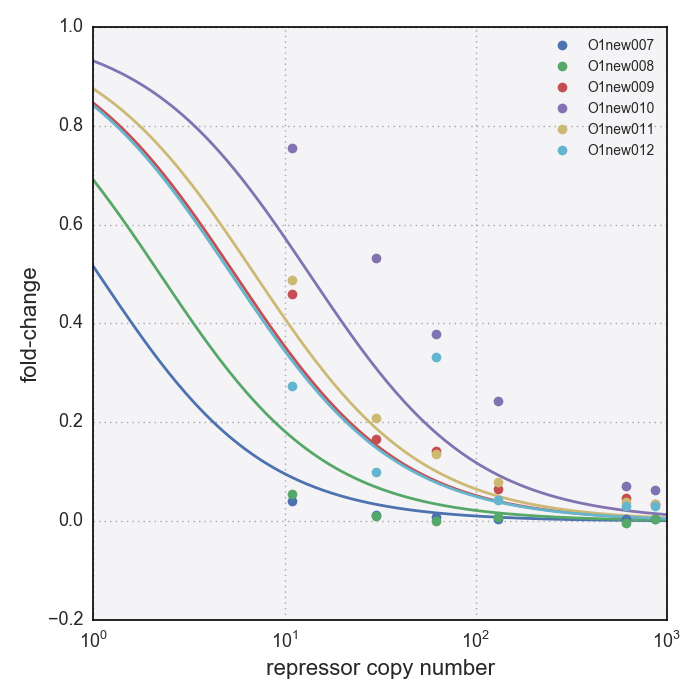 1.0
0.8
0.6
0.4
0.2
0.0
−0.2
fold-change
O1new007
O1new008
O1new009
O1new010
O1new011
O1new012
10⁰ 10¹ 10² 10³
repressor copy number